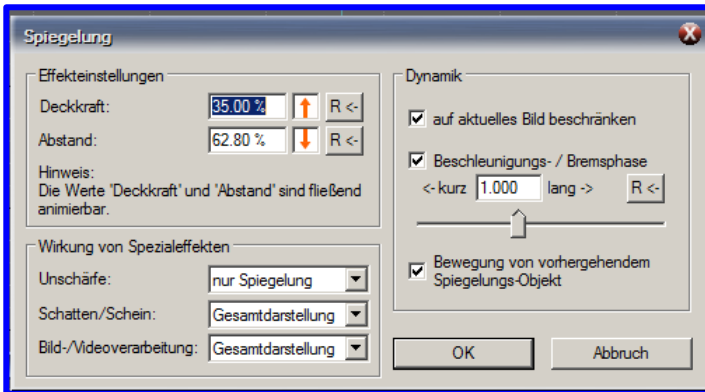 Spiegelung
Effekteinstellungen
Deckkraft: 35.00 % R <-
Abstand: 62.80 % R <-
Hinweis:
Die Werte 'Deckkraft' und 'Abstand' sind fließend
animierbar.
Wirkung von Spezialeffekten
Unschärfe: nur Spiegelung
Schatten/Schein: Gesamtdarstellung
Bild-/Videoverarbeitung: Gesamtdarstellung
Dynamik
auf aktuelles Bild beschränken
Beschleunigungs- / Bremsphase
<- kurz 1.000 lang -> R <-
Bewegung von vorhergehendem
Spiegelungs-Objekt
OK Abbruch